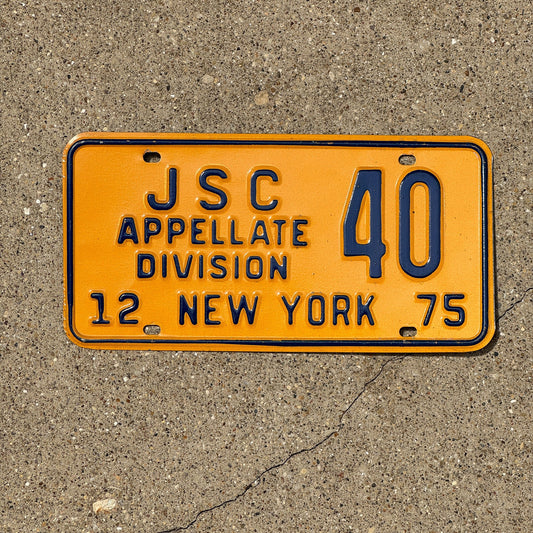 JSC
APPELLATE
DIVISION
40
12 NEW YORK 75